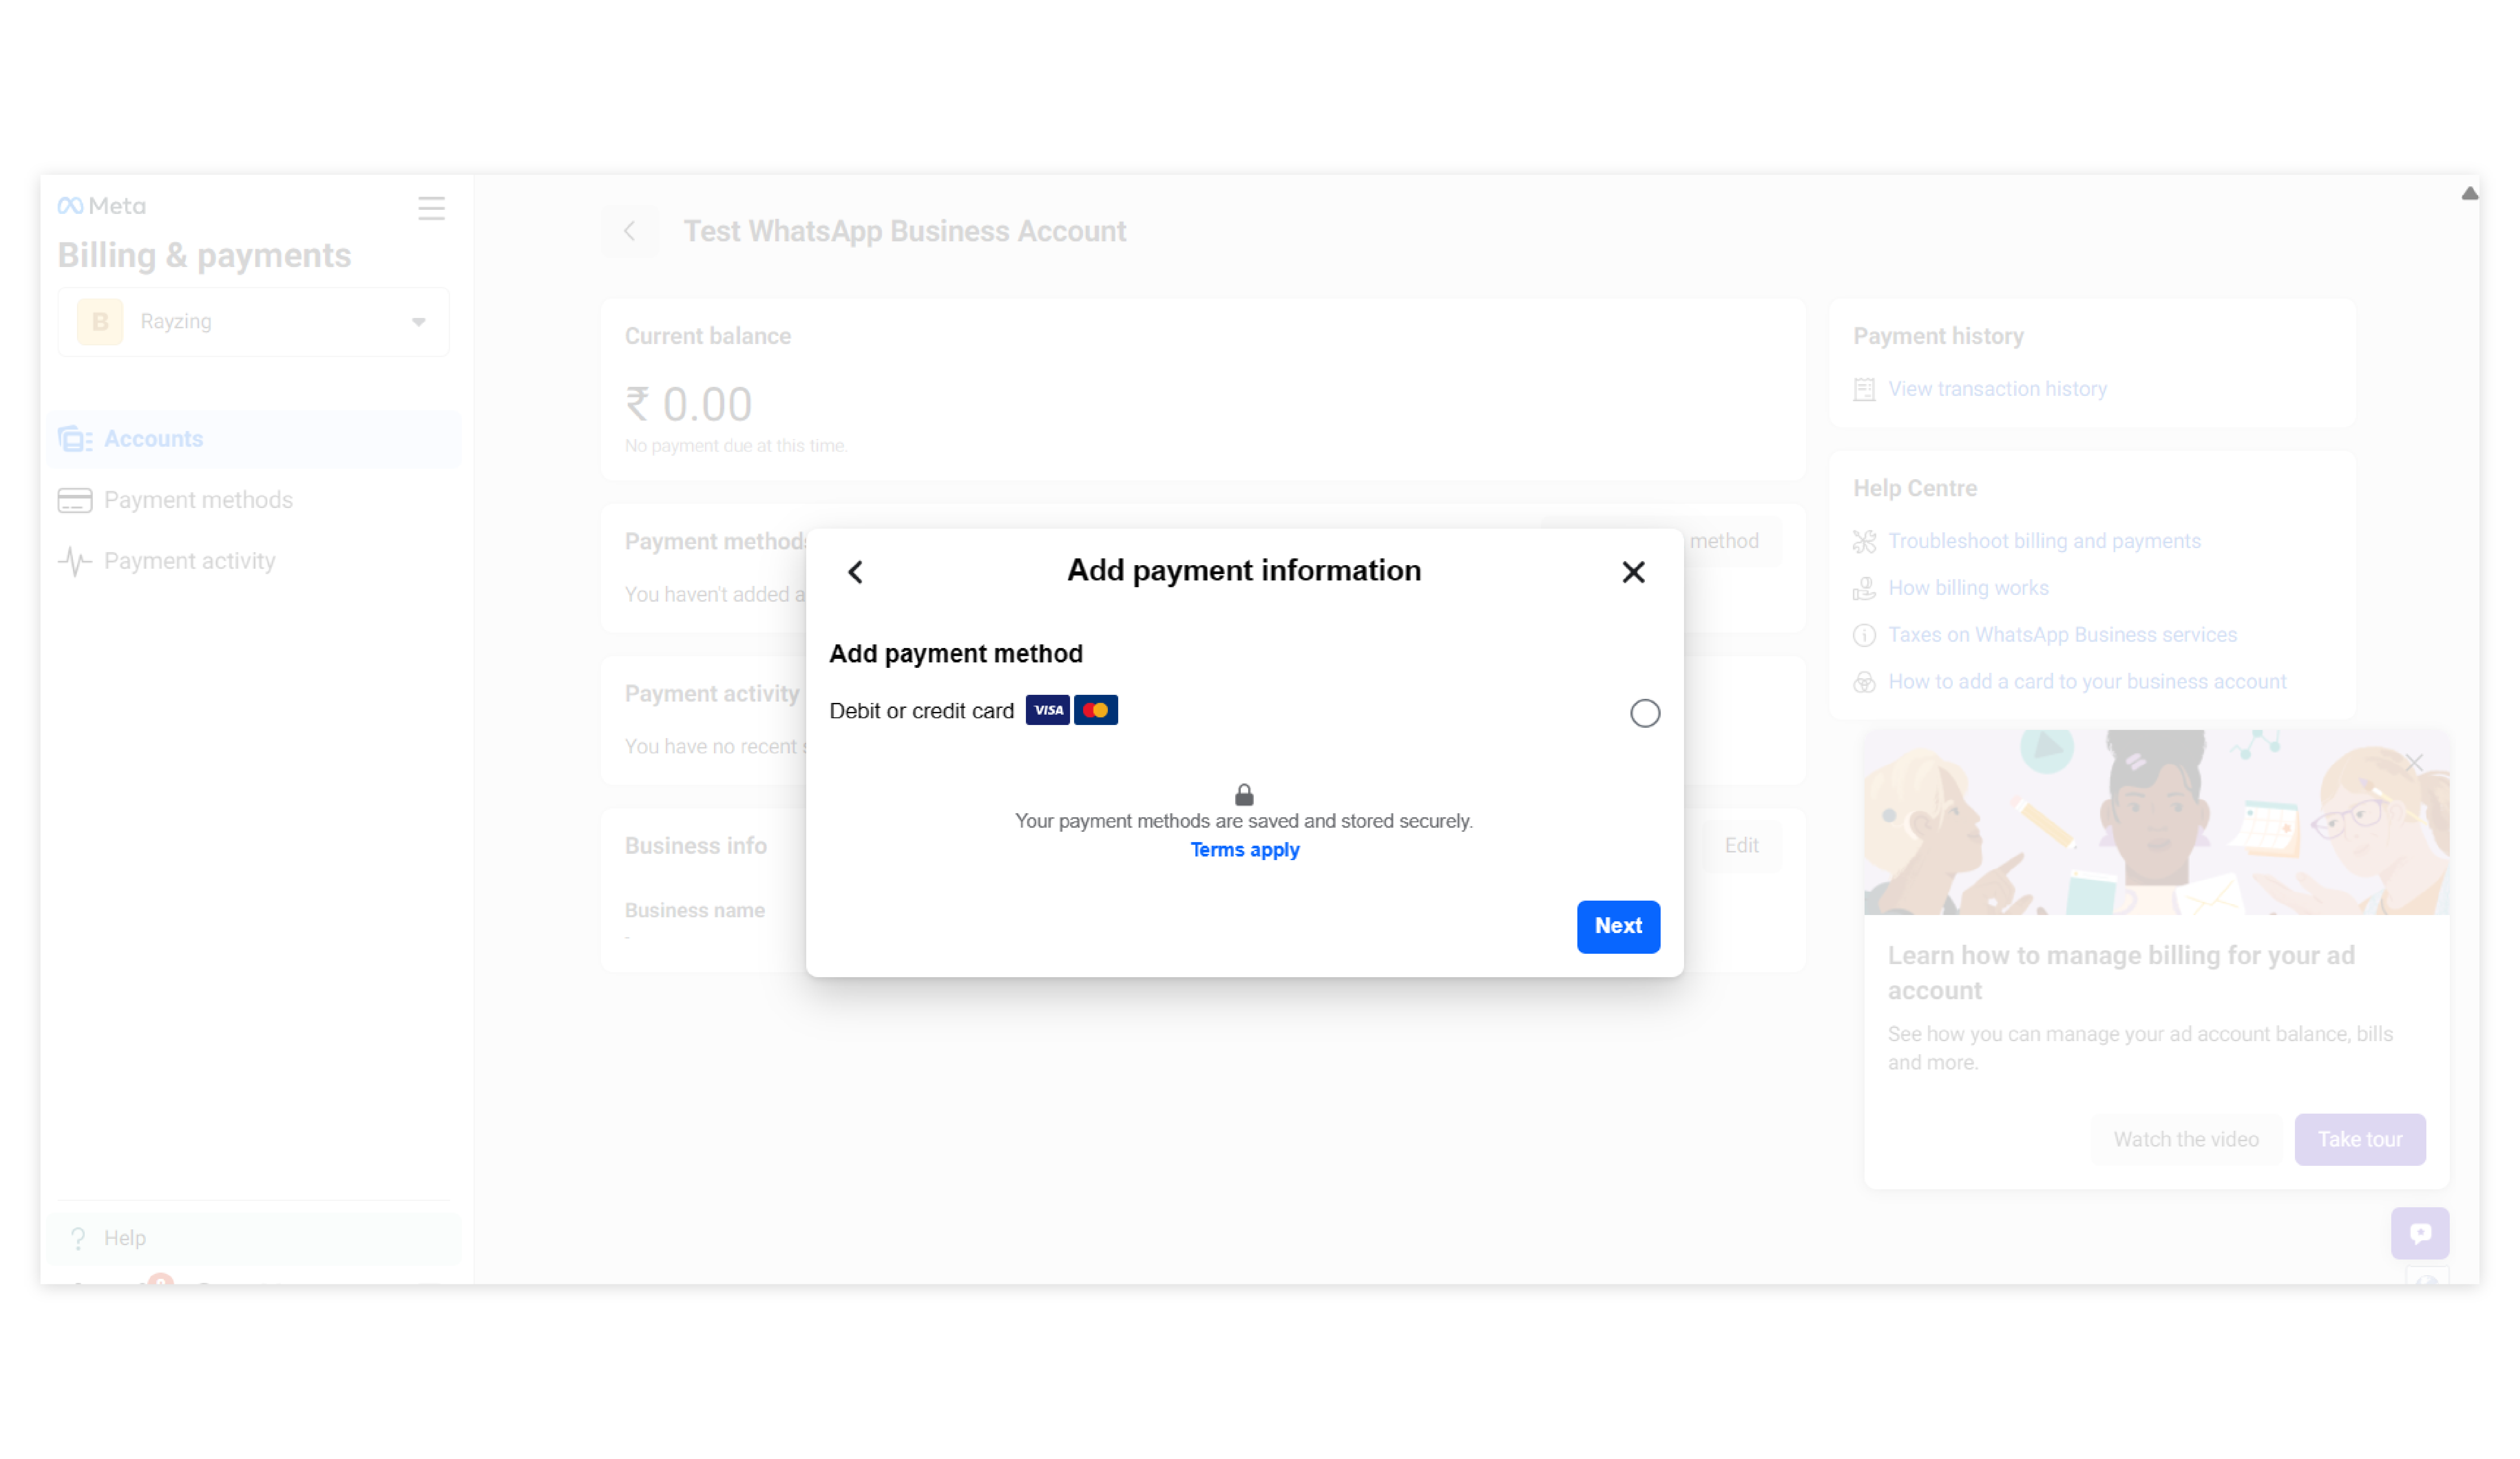 Meta
Billing & payments
B Rayzing
Accounts
Payment methods
Payment activity
Help
Test WhatsApp Business Account
Current balance
₹ 0.00
No payment due at this time.
Payment methods
method
You haven't added a
Payment activity
You have no recent
Business info
Edit
Business name
-
Add payment information
Add payment method
Debit or credit card VISA
Your payment methods are saved and stored securely.
Terms apply
Next
Payment history
View transaction history
Help Centre
Troubleshoot billing and payments
How billing works
Taxes on WhatsApp Business services
How to add a card to your business account
Learn how to manage billing for your ad
account
See how you can manage your ad account balance, bills
and more.
Watch the video
Take tour